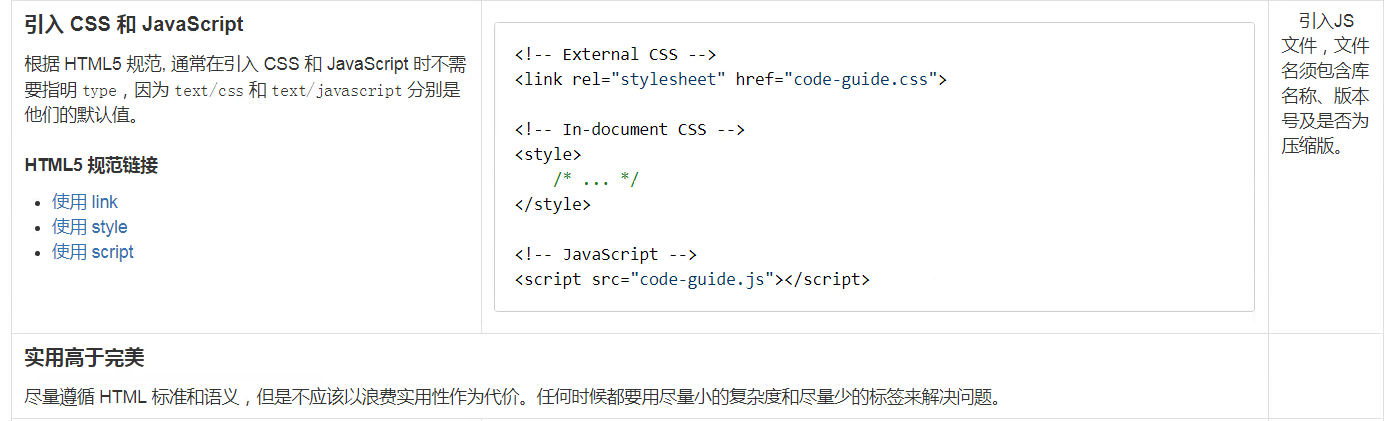 引入 CSS 和 JavaScript
根据 HTML5 规范, 通常在引入 CSS 和 JavaScript 时不需
要指明 type，因为 text/css 和 text/javascript 分别是
他们的默认值。
HTML5 规范链接
使用 link
使用 style
使用 script
<!-- External CSS -->
<link rel="stylesheet" href="code-guide.css">
<!-- In-document CSS -->
<style>
/* ... */
</style>
<!-- JavaScript -->
<script src="code-guide.js"></script>
引入JS
文件，文件
名须包含库
名称、版本
号及是否为
压缩版。
实用高于完美
尽量遵循 HTML 标准和语义，但是不应该以浪费实用性作为代价。任何时候都要用尽量小的复杂度和尽量少的标签来解决问题。